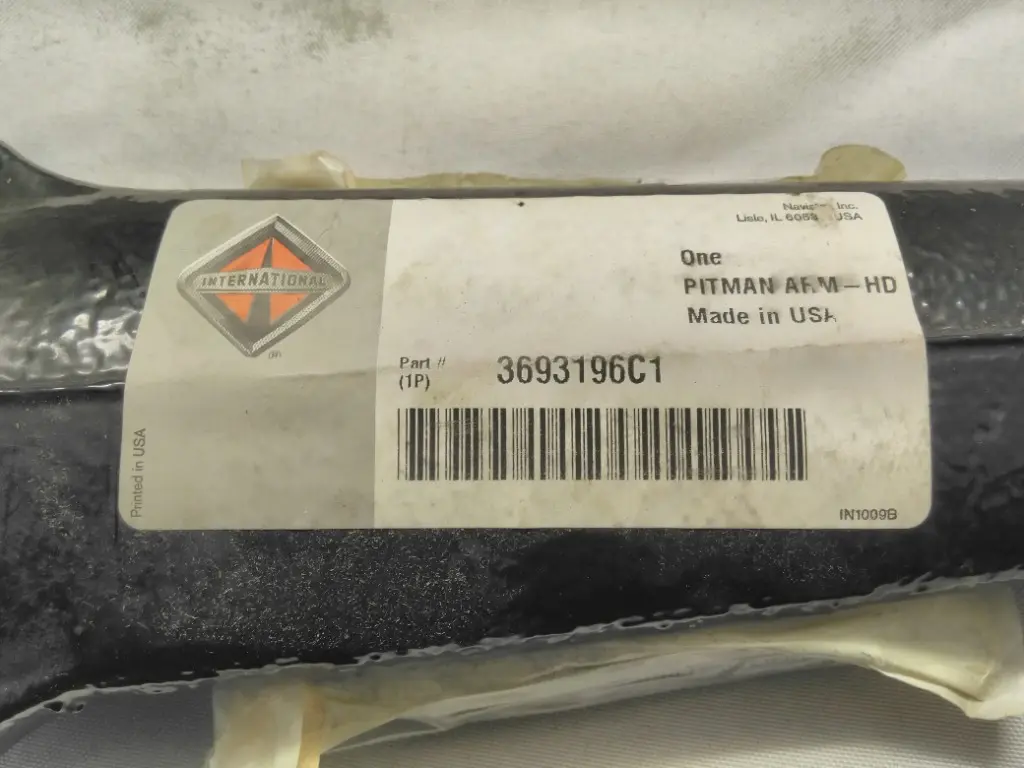 INTERNATIONAL
Inc.
Lisle, IL USA
One
PITMAN ARM - HD
Made in USA
Part #
(1P)
3693196C1
Printed in USA
IN1009B